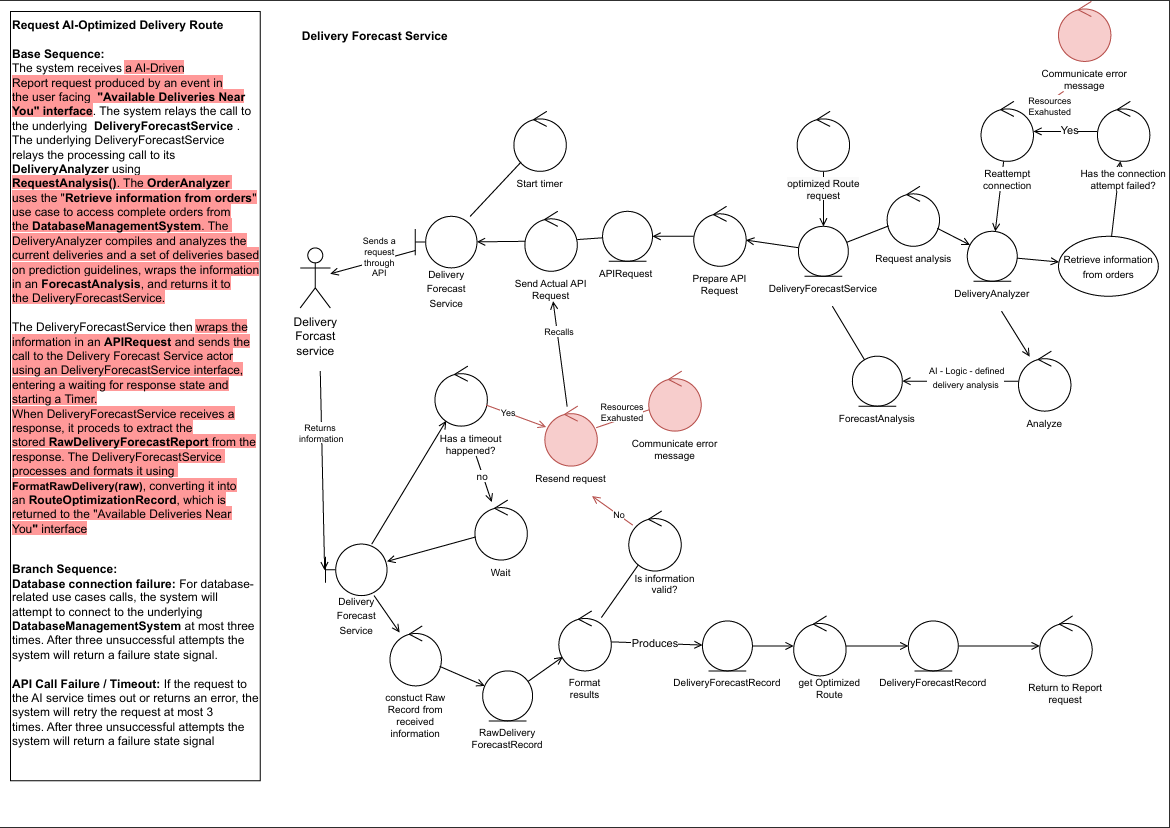 Request AI-Optimized Delivery Route
Base Sequence:
The system receives a AI-Driven
Report request produced by an event in
the user facing "Available Deliveries Near
You" interface. The system relays the call to
the underlying DeliveryForecastService .
The underlying DeliveryForecastService
relays the processing call to its
DeliveryAnalyzer using
RequestAnalysis(). The OrderAnalyzer
uses the "Retrieve information from orders"
use case to access complete orders from
the DatabaseManagementSystem. The
DeliveryAnalyzer compiles and analyzes the
current deliveries and a set of deliveries based
on prediction guidelines, wraps the information
in an ForecastAnalysis, and returns it to
the DeliveryForecastService.
The DeliveryForecastService then wraps the
information in an APIRequest and sends the
call to the Delivery Forecast Service actor
using an DeliveryForecastService interface,
entering a waiting for response state and
starting a Timer.
When DeliveryForecastService receives a
response, it proceds to extract the
stored RawDeliveryForecastReport from the
response. The DeliveryForecastService
processes and formats it using
FormatRawDelivery(raw), converting it into
an RouteOptimizationRecord, which is
returned to the "Available Deliveries Near
You" interface
Branch Sequence:
Database connection failure: For database-
related use cases calls, the system will
attempt to connect to the underlying
DatabaseManagementSystem at most three
times. After three unsuccessful attempts the
system will return a failure state signal.
API Call Failure / Timeout: If the request to
the AI service times out or returns an error, the
system will retry the request at most 3
times. After three unsuccessful attempts the
system will return a failure state signal
Delivery Forecast Service
Communicate error
message
Resources
Exahusted
Yes
Reattempt
connection
Has the connection
attempt failed?
Start timer
optimized Route
request
Sends a
request
through
API
Delivery
Forecast
Service
Send Actual API
Request
APIRequest
Prepare API
Request
DeliveryForecastService
Request analysis
DeliveryAnalyzer
Retrieve information
from orders
Delivery
Forcast
service
Recalls
AI - Logic - defined
delivery analysis
ForecastAnalysis
Analyze
Returns
information
Has a timeout
happened?
Yes
Resources
Exahusted
Communicate error
message
Resend request
no
No
Wait
Is information
valid?
Delivery
Forecast
Service
Produces
constuct Raw
Record from
received
information
RawDelivery
ForecastRecord
Format
results
DeliveryForecastRecord
get Optimized
Route
DeliveryForecastRecord
Return to Report
request